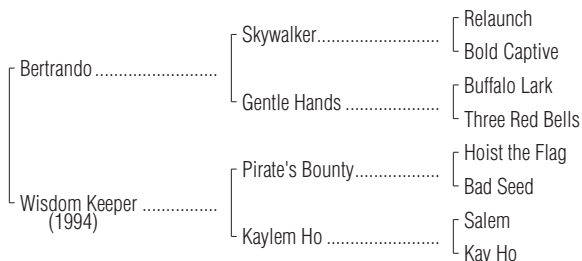 Relaunch
Skywalker..........................
Bold Captive
Bertrando ..........................
Buffalo Lark
Gentle Hands ....................
Three Red Bells
Hoist the Flag
Pirate's Bounty..................
Bad Seed
Wisdom Keeper ................
(1994)
Salem
Kaylem Ho ........................
Kay Ho